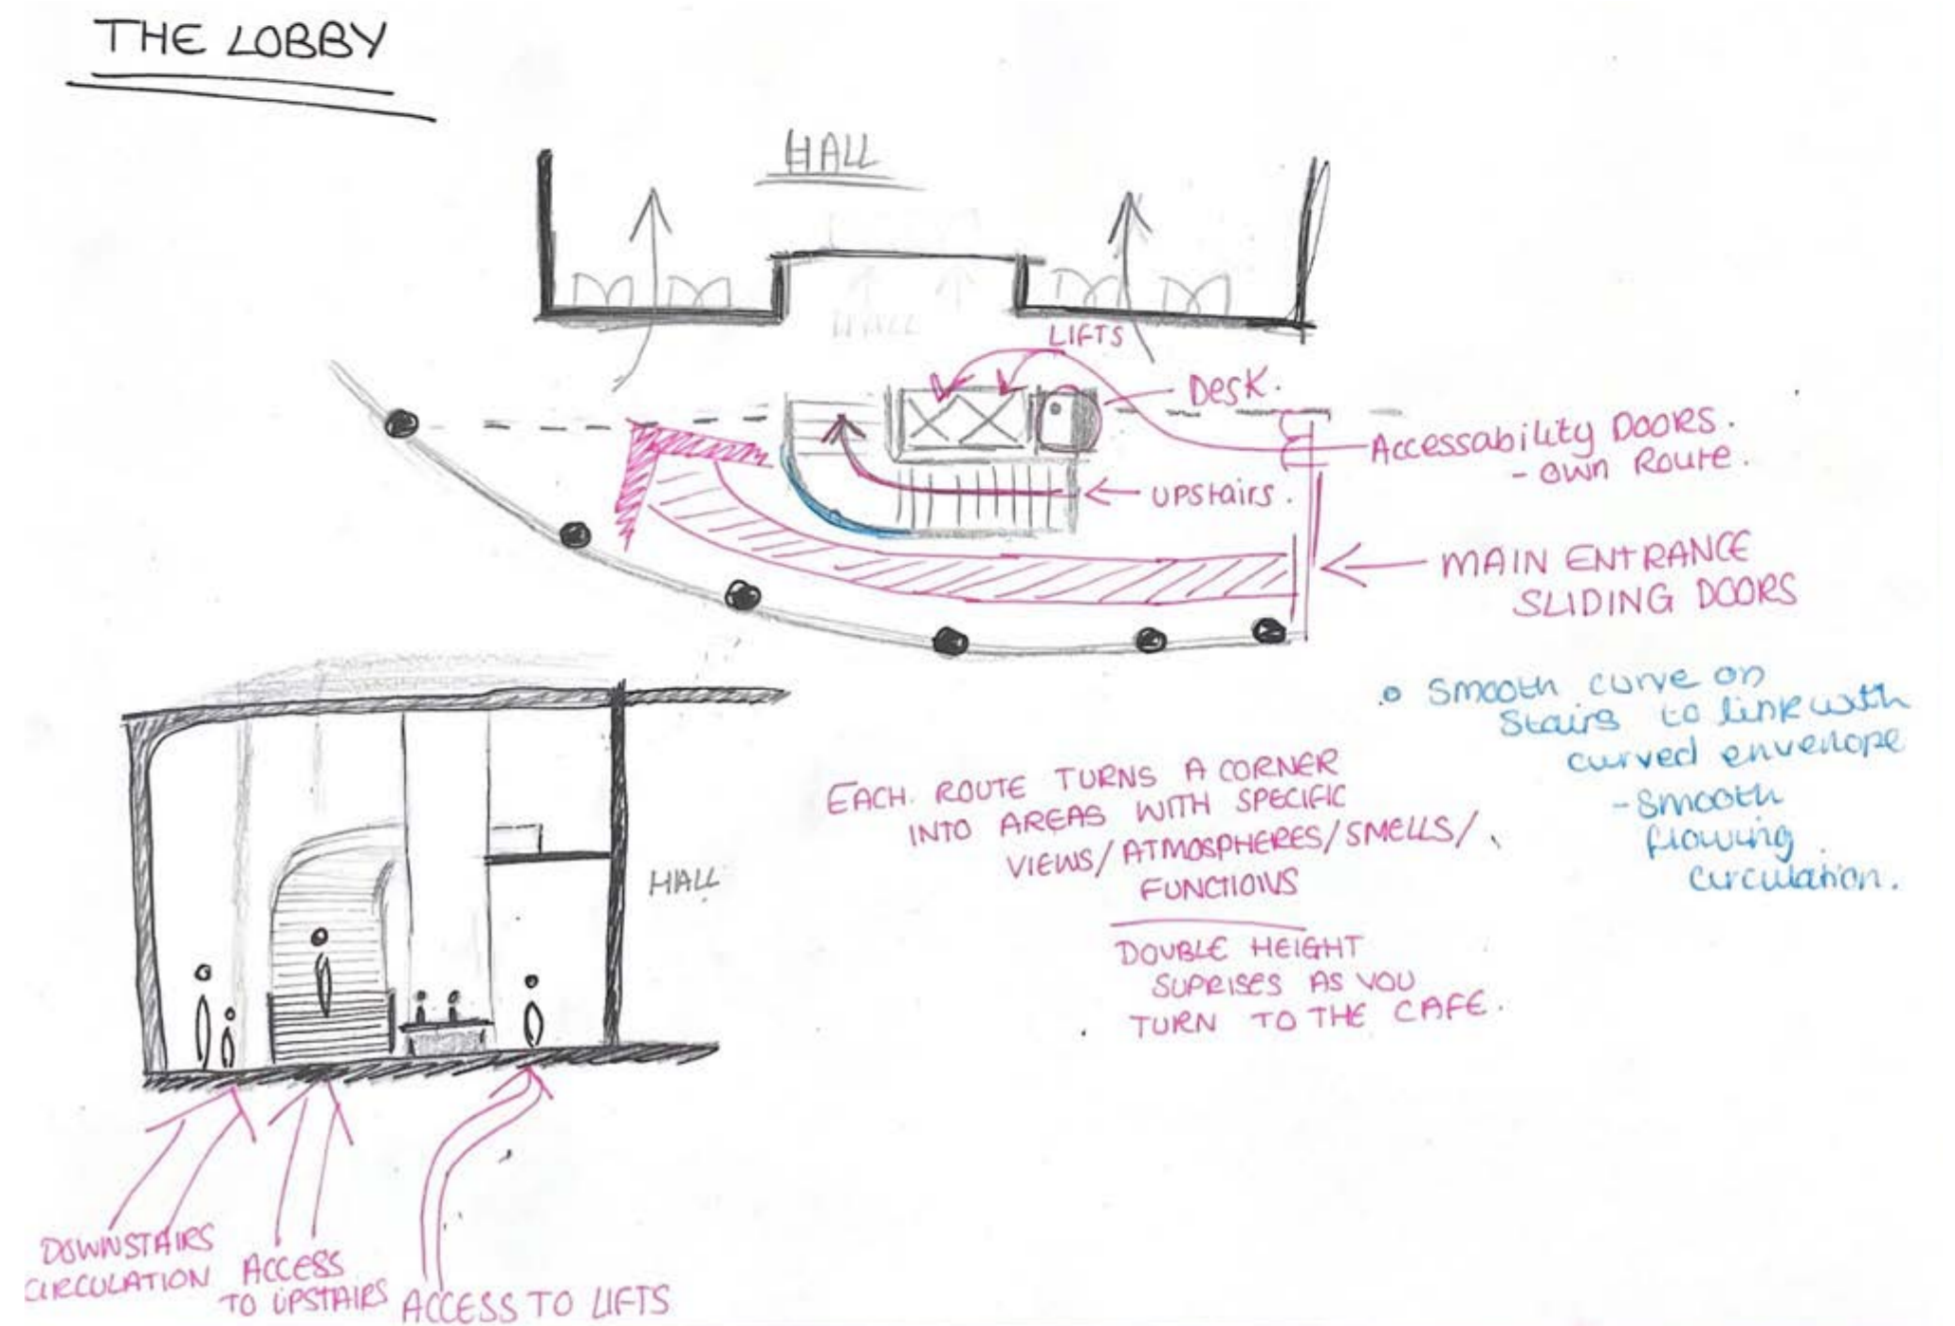 THE LOBBY
HALL
LIFTS
DESK.
ACCESSABILITY DOORS.
- OWN ROUTE.
UPSTAIRS.
MAIN ENTRANCE
SLIDING DOORS
Smooth curve on
Stairs to link with
curved envelope
- Smooth
flowing
circulation.
EACH ROUTE TURNS A CORNER
INTO AREAS WITH SPECIFIC
VIEWS/ATMOSPHERES/SMELLS/
FUNCTIONS
DOUBLE HEIGHT
SUPRISES AS YOU
TURN TO THE CAFE.
HALL
DOWNSTAIRS
CIRCULATION
ACCESS
TO UPSTAIRS
ACCESS TO LIFTS